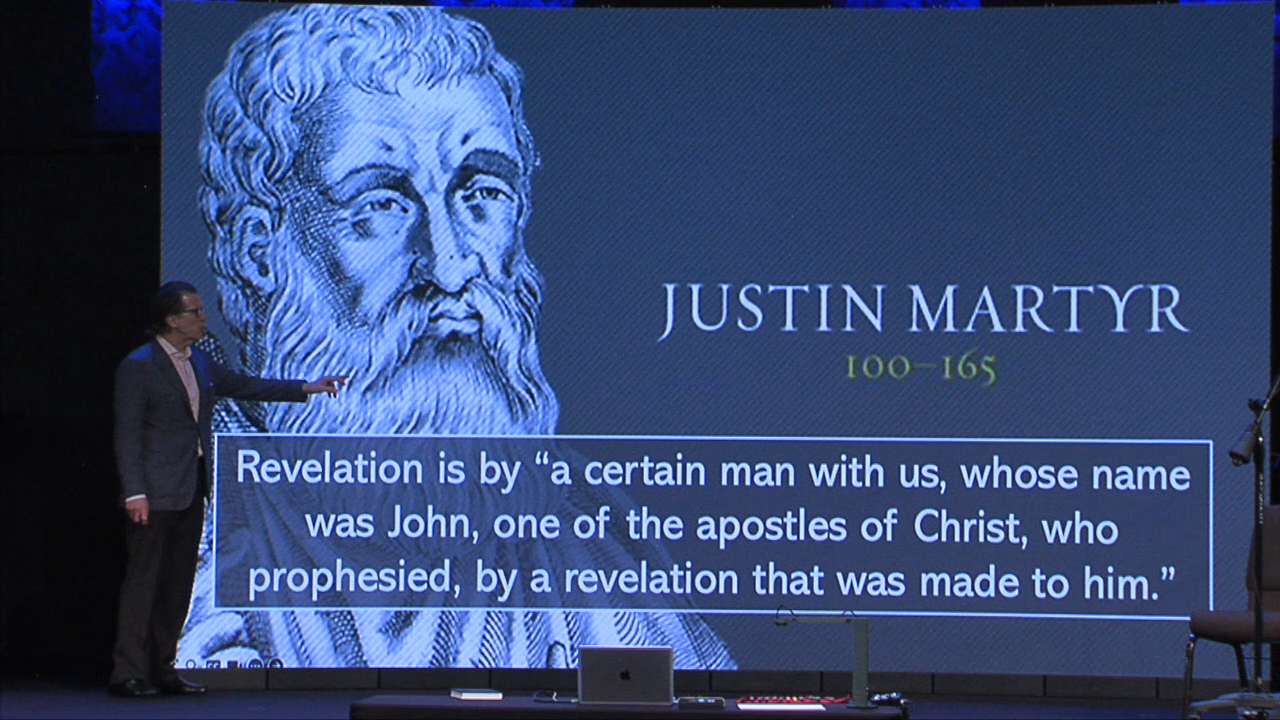 JUSTIN MARTYR
100–165
Revelation is by “a certain man with us, whose name
was John, one of the apostles of Christ, who
prophesied, by a revelation that was made to him.”